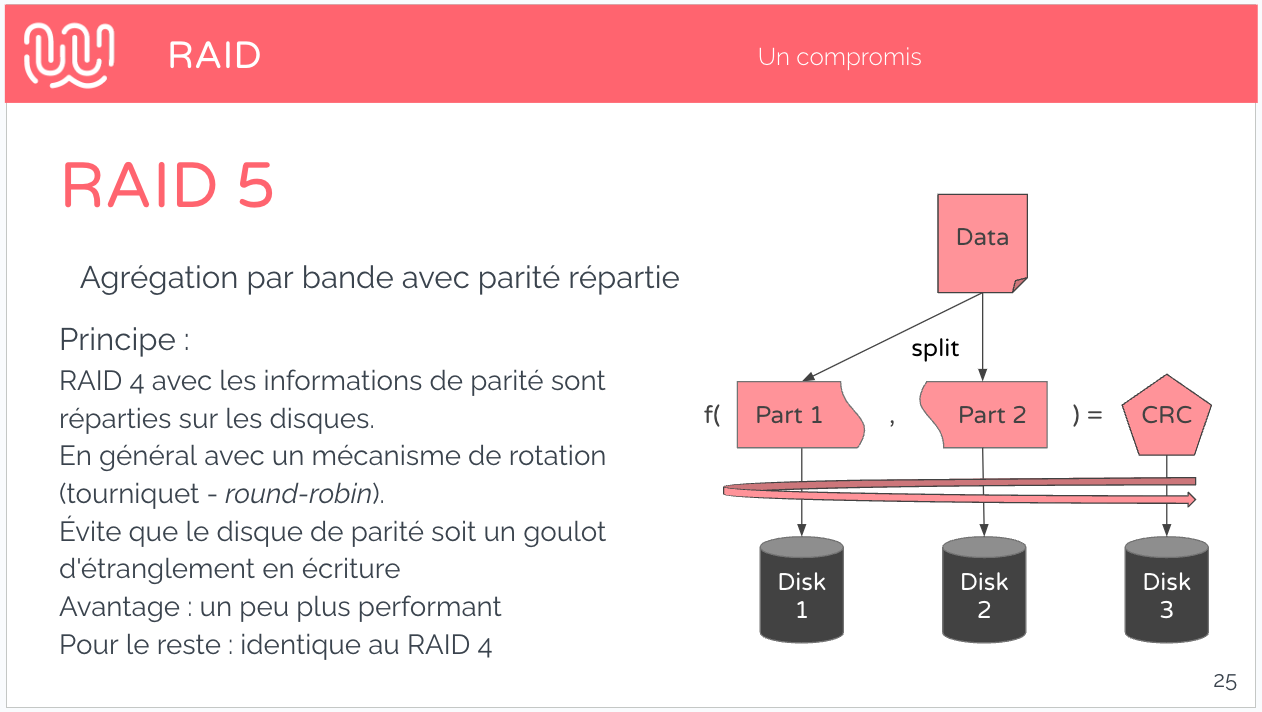 RAID
Un compromis
RAID 5
Agrégation par bande avec parité répartie
Principe :
RAID 4 avec les informations de parité sont
réparties sur les disques.
En général avec un mécanisme de rotation
(tourniquet - round-robin).
Évite que le disque de parité soit un goulot
d'étranglement en écriture
Avantage : un peu plus performant
Pour le reste : identique au RAID 4
Data
split
f( Part 1 , Part 2 ) = CRC
Disk
1
Disk
2
Disk
3
25